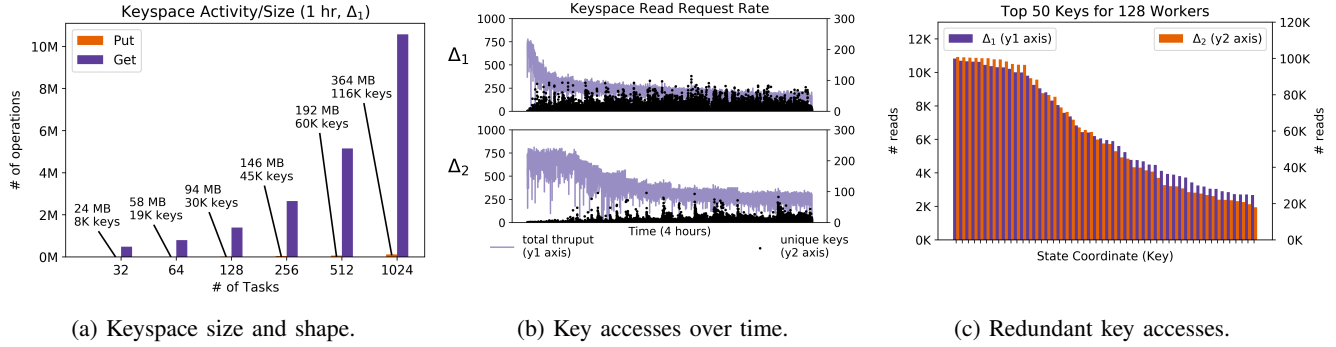 Keyspace Activity/Size (1 hr, Δ₁)
Put
Get
10M
8M
6M
4M
2M
0M
# of operations
24 MB
8K keys
58 MB
19K keys
94 MB
30K keys
146 MB
45K keys
192 MB
60K keys
364 MB
116K keys
32 64 128 256 512 1024
# of Tasks
(a) Keyspace size and shape.
Keyspace Read Request Rate
Δ₁
1000
750
500
250
0
300
200
100
0
Δ₂
1000
750
500
250
0
300
200
100
0
Time (4 hours)
total thruput
(y1 axis)
unique keys
(y2 axis)
(b) Key accesses over time.
Top 50 Keys for 128 Workers
Δ₁ (y1 axis)
Δ₂ (y2 axis)
12K
10K
8K
6K
4K
2K
0K
# reads
120K
100K
80K
60K
40K
20K
0K
# reads
State Coordinate (Key)
(c) Redundant key accesses.